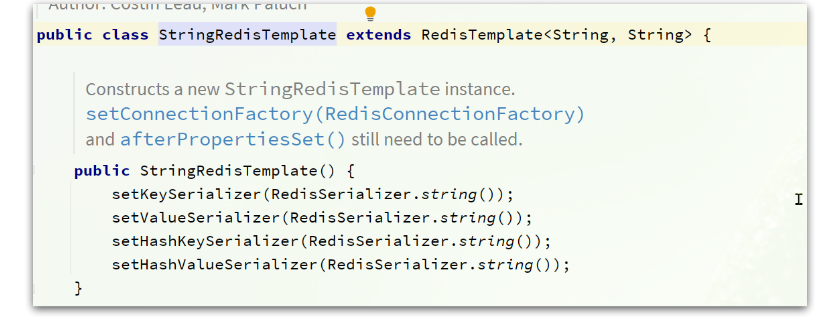 Author: Costin Leau, Mark Paluch
public class StringRedisTemplate extends RedisTemplate<String, String> {
Constructs a new StringRedisTemplate instance.
setConnectionFactory(RedisConnectionFactory)
and afterPropertiesSet() still need to be called.
public StringRedisTemplate() {
setKeySerializer(RedisSerializer.string());
setValueSerializer(RedisSerializer.string());
setHashKeySerializer(RedisSerializer.string());
setHashValueSerializer(RedisSerializer.string());
}